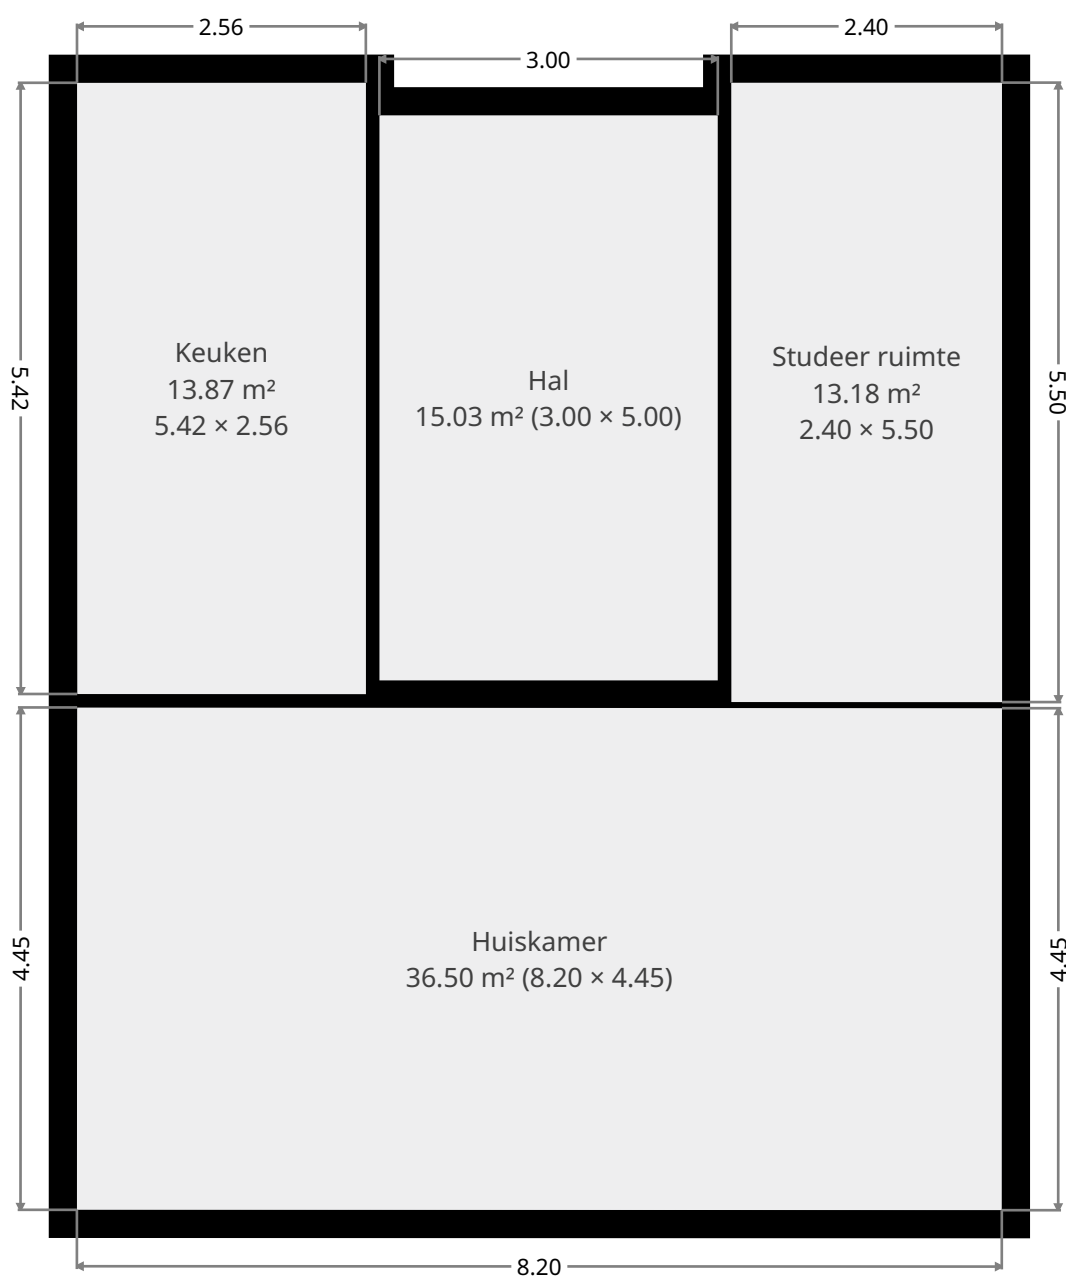 2.56
3.00
2.40
5.42
5.50
Keuken
13.87 m²
5.42 × 2.56
Hal
15.03 m² (3.00 × 5.00)
Studeer ruimte
13.18 m²
2.40 × 5.50
4.45
4.45
Huiskamer
36.50 m² (8.20 × 4.45)
8.20